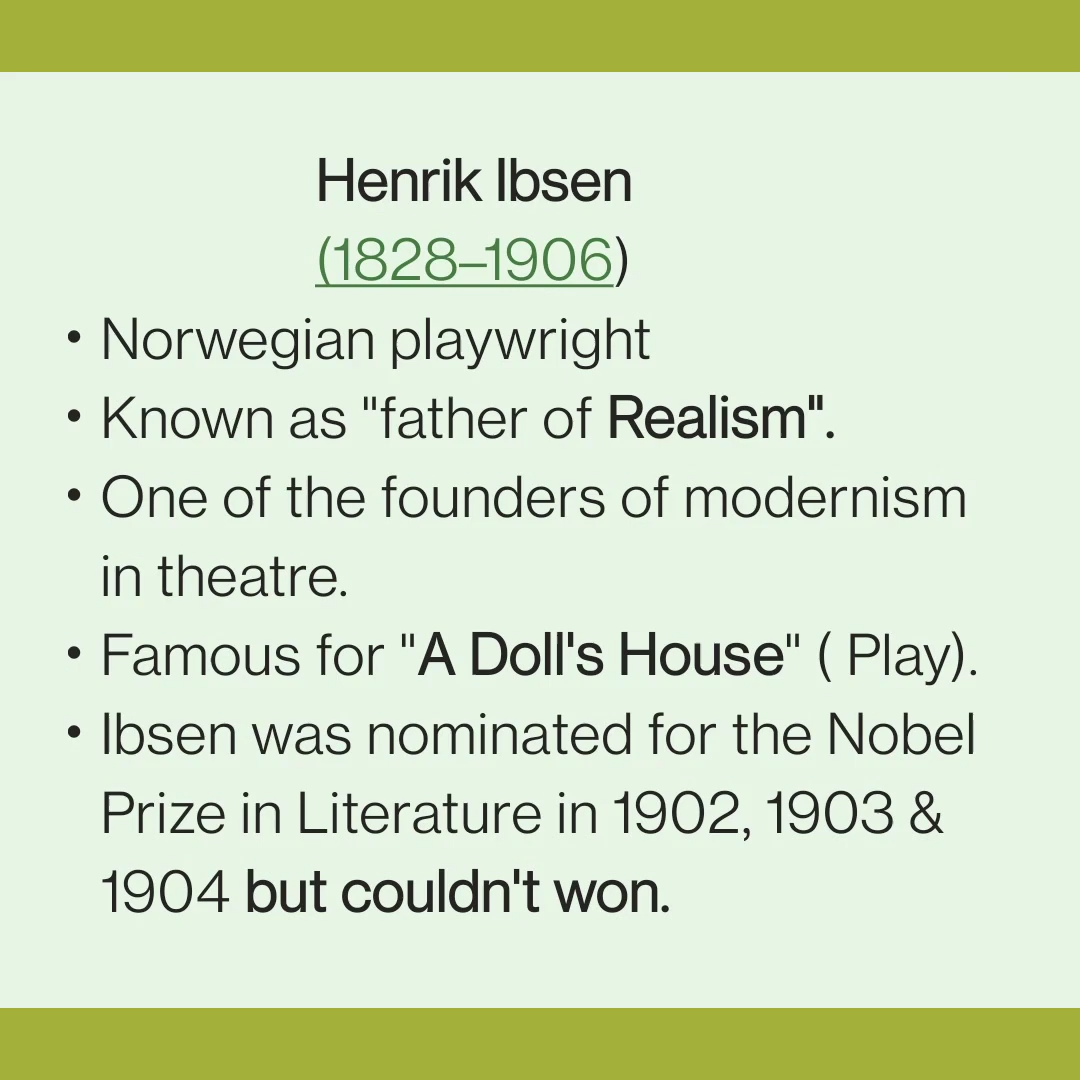 Henrik Ibsen
(1828–1906)
• Norwegian playwright
• Known as "father of Realism".
• One of the founders of modernism
in theatre.
• Famous for "A Doll's House" ( Play).
• Ibsen was nominated for the Nobel
Prize in Literature in 1902, 1903 &
1904 but couldn't won.